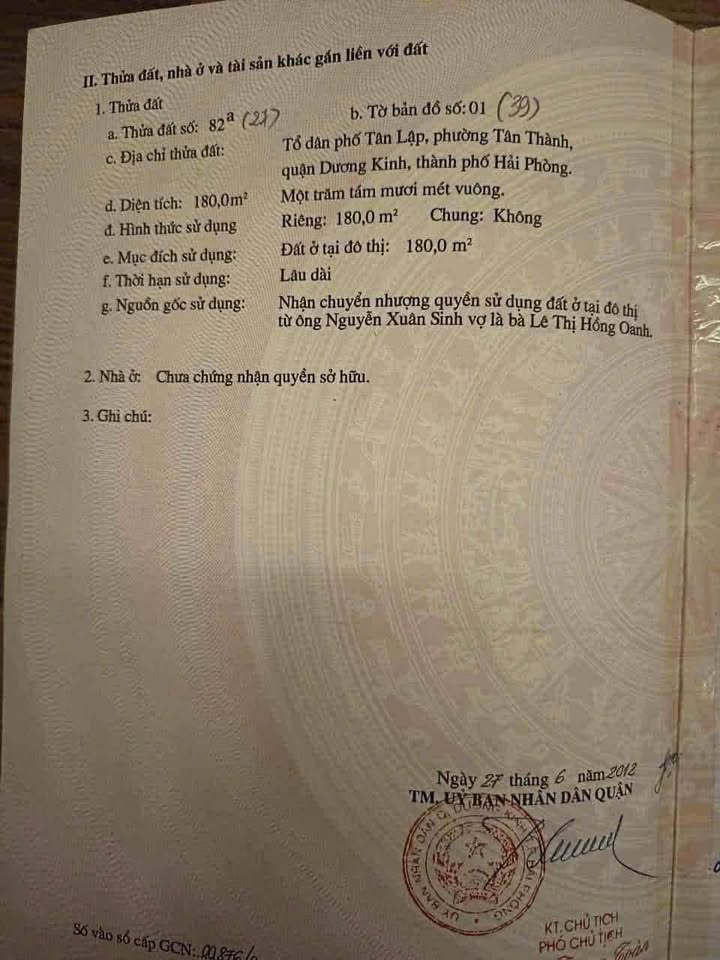 II. Thửa đất, nhà ở và tài sản khác gắn liền với đất
1. Thửa đất
a. Thửa đất số: 82a (27) b. Tờ bản đồ số: 01 (39)
c. Địa chỉ thửa đất: Tổ dân phố Tân Lập, phường Tân Thành,
quận Dương Kinh, thành phố Hải Phòng.
d. Diện tích: 180,0m² Một trăm tám mươi mét vuông.
đ. Hình thức sử dụng Riêng: 180,0 m² Chung: Không
e. Mục đích sử dụng: Đất ở tại đô thị: 180,0 m²
f. Thời hạn sử dụng: Lâu dài
g. Nguồn gốc sử dụng: Nhận chuyển nhượng quyền sử dụng đất ở tại đô thị
từ ông Nguyễn Xuân Sinh vợ là bà Lê Thị Hồng Oanh.
2. Nhà ở: Chưa chứng nhận quyền sở hữu.
3. Ghi chú:
Ngày 27 tháng 6 năm 2012
TM. UỶ BAN NHÂN DÂN QUẬN
KT. CHỦ TỊCH
PHÓ CHỦ TỊCH
Số vào sổ cấp GCN: